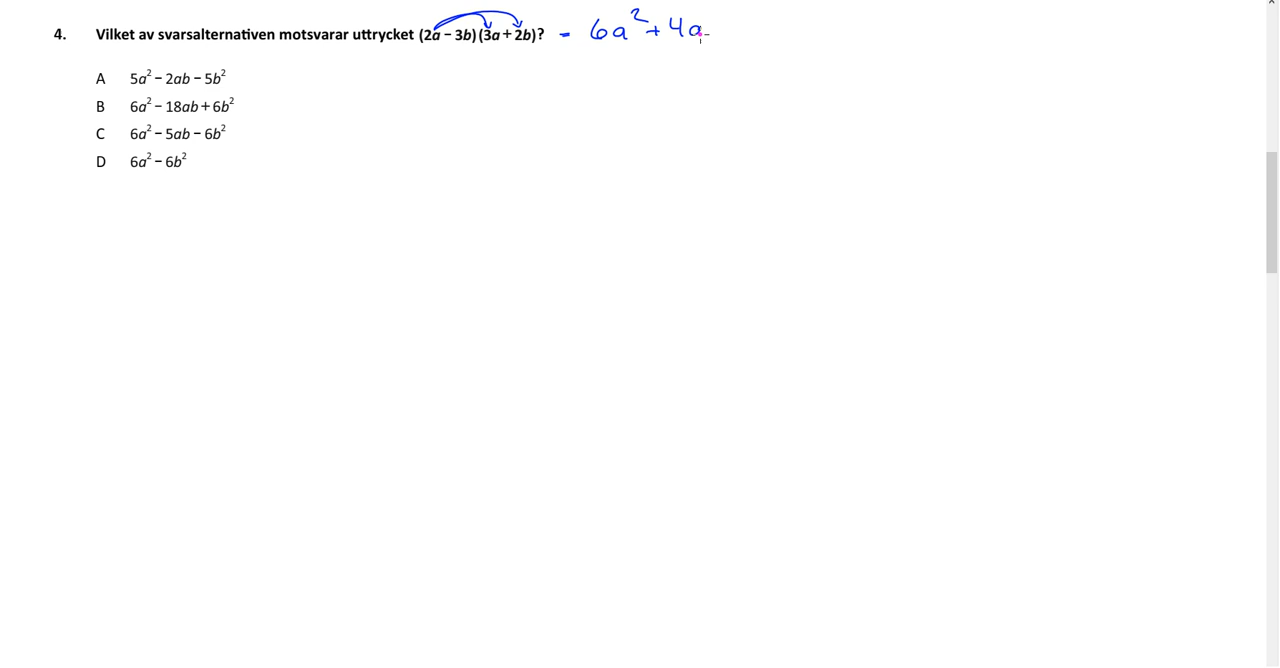 4. Vilket av svarsalternativen motsvarar uttrycket (2a − 3b)(3a + 2b)? = 6a² + 4a
A 5a² − 2ab − 5b²
B 6a² − 18ab + 6b²
C 6a² − 5ab − 6b²
D 6a² − 6b²